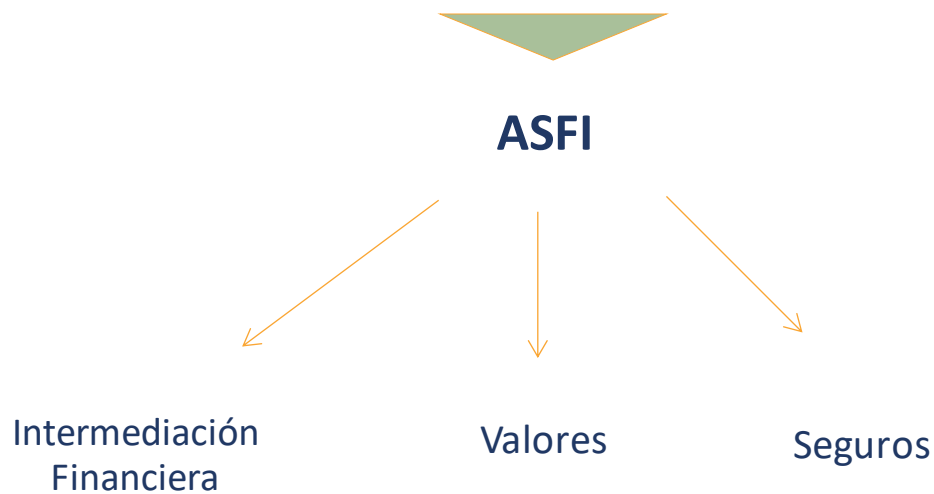 ASFI
Intermediación
Financiera
Valores
Seguros